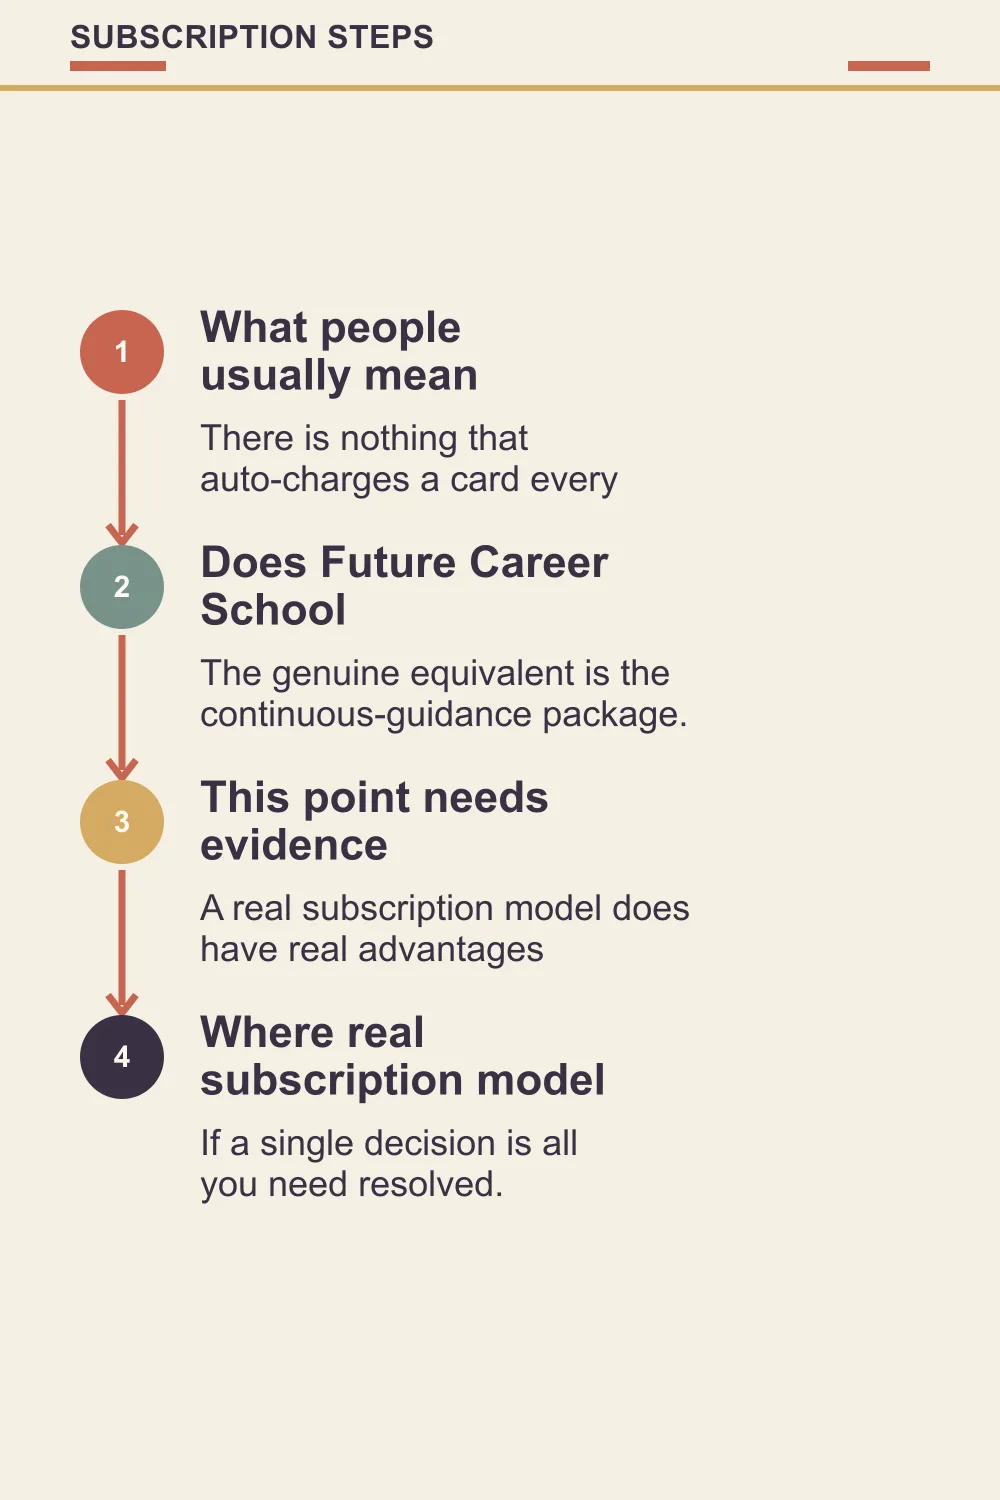 SUBSCRIPTION STEPS
1
What people
usually mean
There is nothing that
auto-charges a card every
2
Does Future Career
School
The genuine equivalent is the
continuous-guidance package.
3
This point needs
evidence
A real subscription model does
have real advantages
4
Where real
subscription model
If a single decision is all
you need resolved.